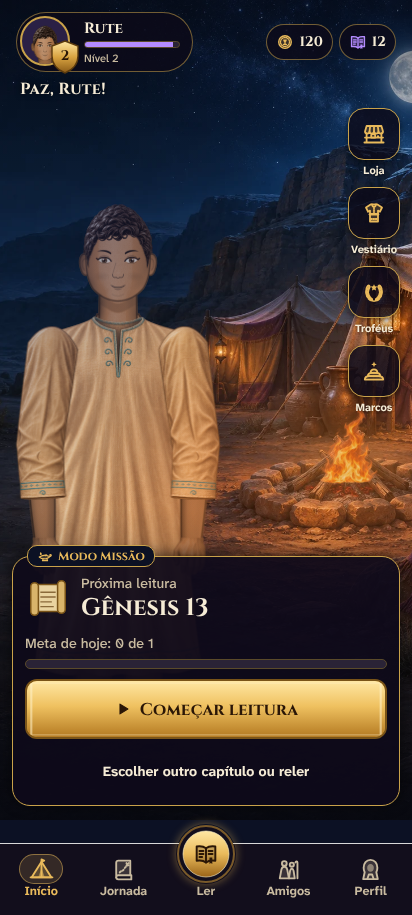 Rute
2
Nível 2
120
12
Paz, Rute!
Loja
Vestiário
Troféus
Marcos
Modo Missão
Próxima leitura
Gênesis 13
Meta de hoje: 0 de 1
Começar leitura
Escolher outro capítulo ou reler
Início
Jornada
Ler
Amigos
Perfil